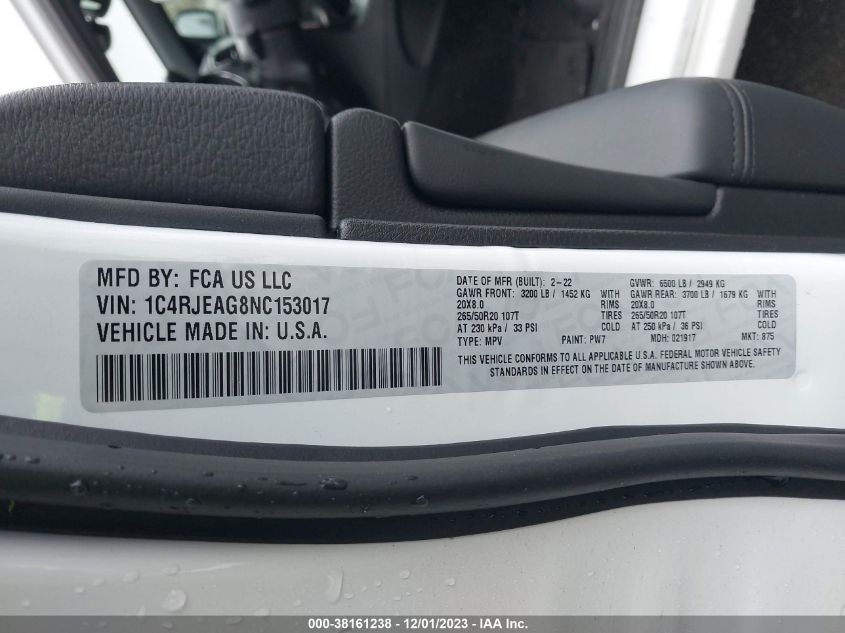 MFD BY: FCA US LLC
VIN: 1C4RJEAG8NC153017
VEHICLE MADE IN: U.S.A.
DATE OF MFR (BUILT): 2-22 GVWR: 6500 LB / 2949 KG
GAWR FRONT: 3200 LB / 1452 KG WITH GAWR REAR: 3700 LB / 1679 KG WITH
20X8.0 RIMS 20X8.0 RIMS
265/50R20 107T TIRES 265/50R20 107T TIRES
AT 230 kPa / 33 PSI COLD AT 250 kPa / 36 PSI COLD
TYPE: MPV PAINT: PW7 MDH: 021917 MKT: 875
THIS VEHICLE CONFORMS TO ALL APPLICABLE U.S.A. FEDERAL MOTOR VEHICLE SAFETY
STANDARDS IN EFFECT ON THE DATE OF MANUFACTURE SHOWN ABOVE.
000-38161238 - 12/01/2023 - IAA Inc.